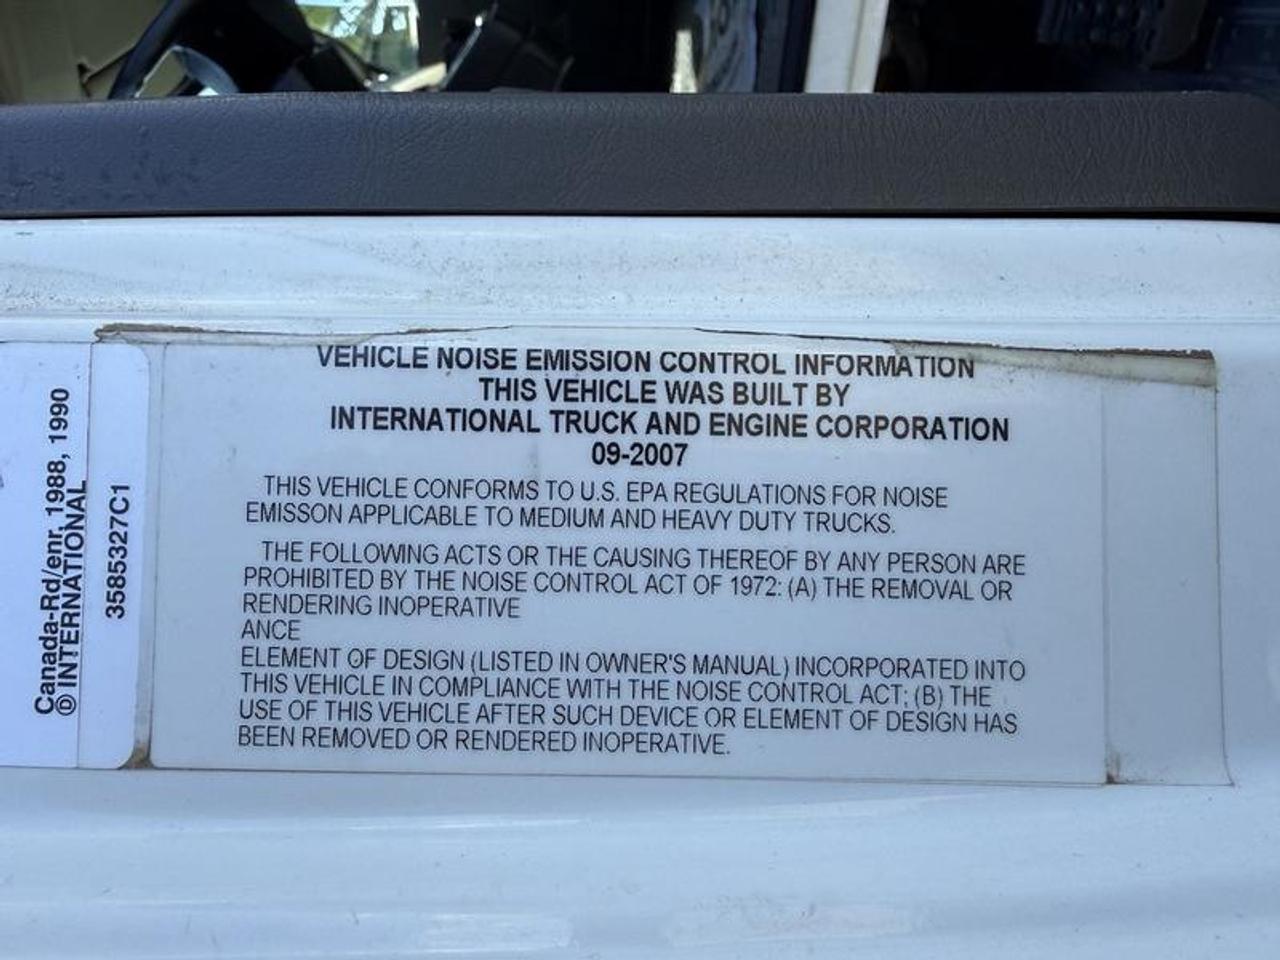 Canada-Rd/enr. 1988, 1990
© INTERNATIONAL
3585327C1
VEHICLE NOISE EMISSION CONTROL INFORMATION
THIS VEHICLE WAS BUILT BY
INTERNATIONAL TRUCK AND ENGINE CORPORATION
09-2007
THIS VEHICLE CONFORMS TO U.S. EPA REGULATIONS FOR NOISE
EMISSON APPLICABLE TO MEDIUM AND HEAVY DUTY TRUCKS.
THE FOLLOWING ACTS OR THE CAUSING THEREOF BY ANY PERSON ARE
PROHIBITED BY THE NOISE CONTROL ACT OF 1972: (A) THE REMOVAL OR
RENDERING INOPERATIVE
ANCE
ELEMENT OF DESIGN (LISTED IN OWNER'S MANUAL) INCORPORATED INTO
THIS VEHICLE IN COMPLIANCE WITH THE NOISE CONTROL ACT; (B) THE
USE OF THIS VEHICLE AFTER SUCH DEVICE OR ELEMENT OF DESIGN HAS
BEEN REMOVED OR RENDERED INOPERATIVE.